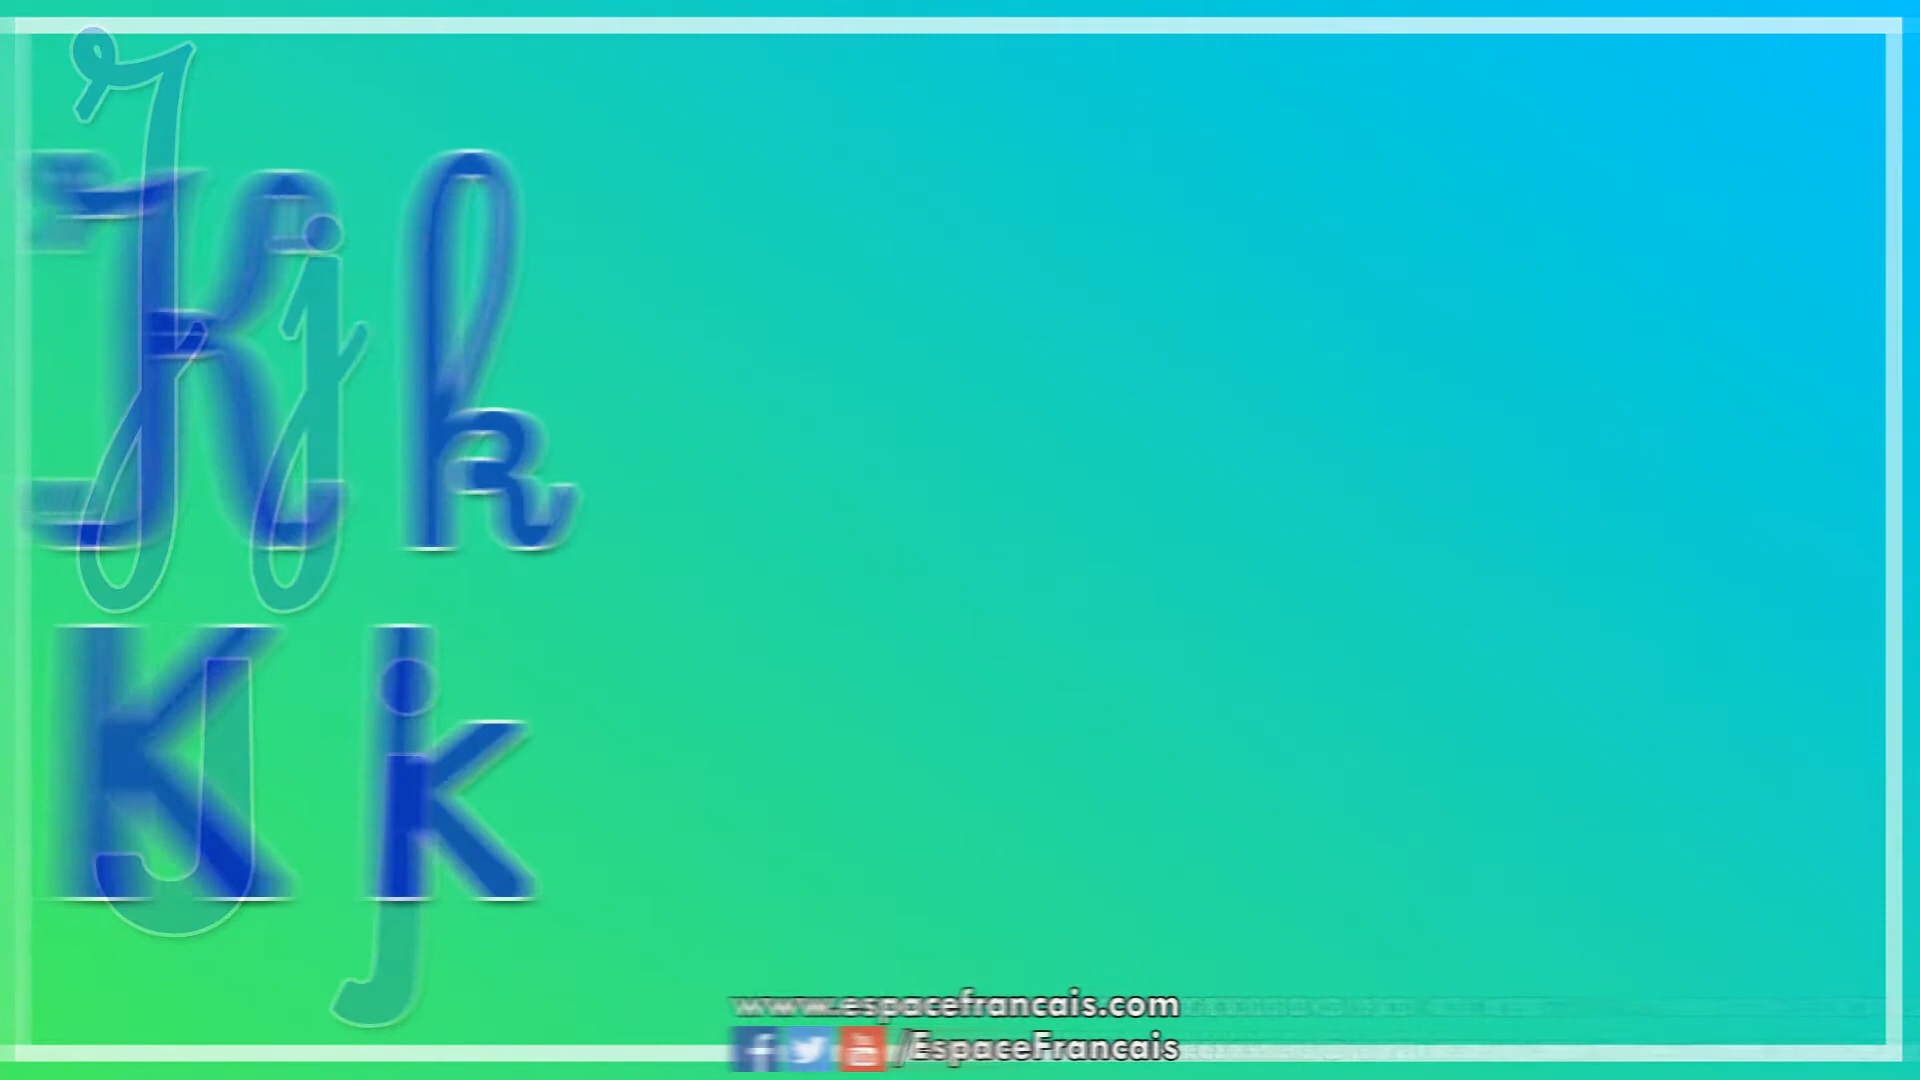 K k
J j
K k
J j
www.espacefrancais.com
/EspaceFrancais